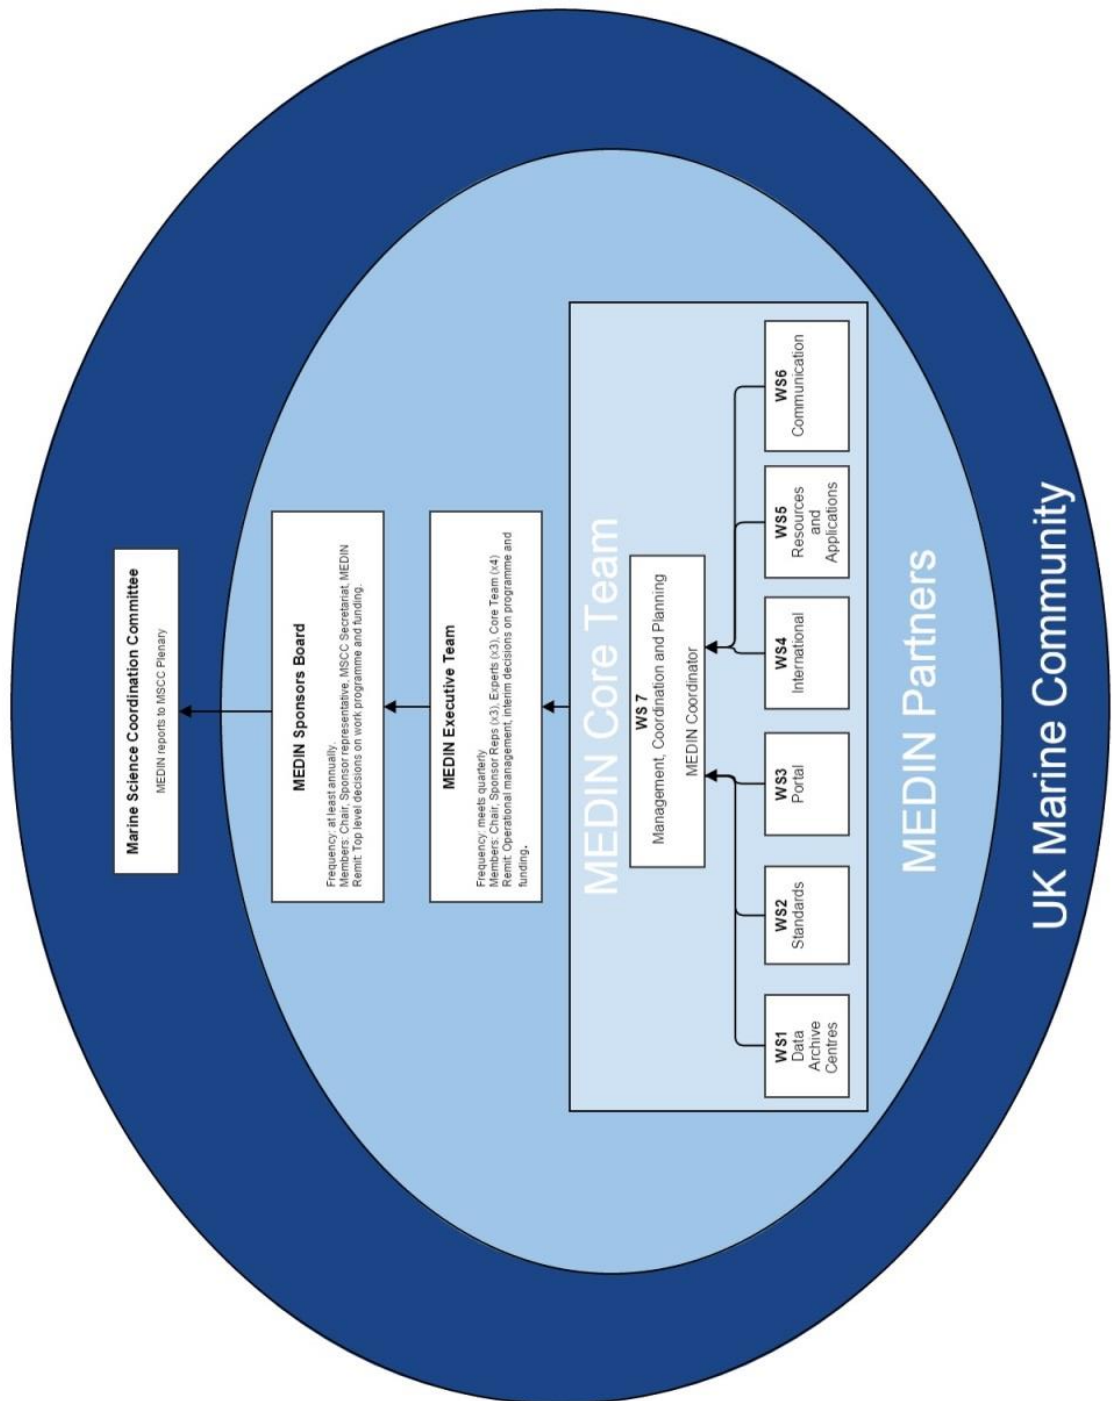 Marine Science Coordination Committee
MEDIN reports to MSCC Plenary
MEDIN Sponsors Board
Frequency: at least annually.
Members: Chair, Sponsor representative, MSCC Secretariat, MEDIN
Remit: Top level decisions on work programme and funding.
MEDIN Executive Team
Frequency: meets quarterly
Members: Chair, Sponsor Reps (x3), Experts (x3), Core Team (x4)
Remit: Operational management, interim decisions on programme and
funding.
MEDIN Core Team
WS 7
Management, Coordination and Planning
MEDIN Coordinator
WS1
Data
Archive
Centres
WS2
Standards
WS3
Portal
WS4
International
WS5
Resources
and
Applications
WS6
Communication
MEDIN Partners
UK Marine Community